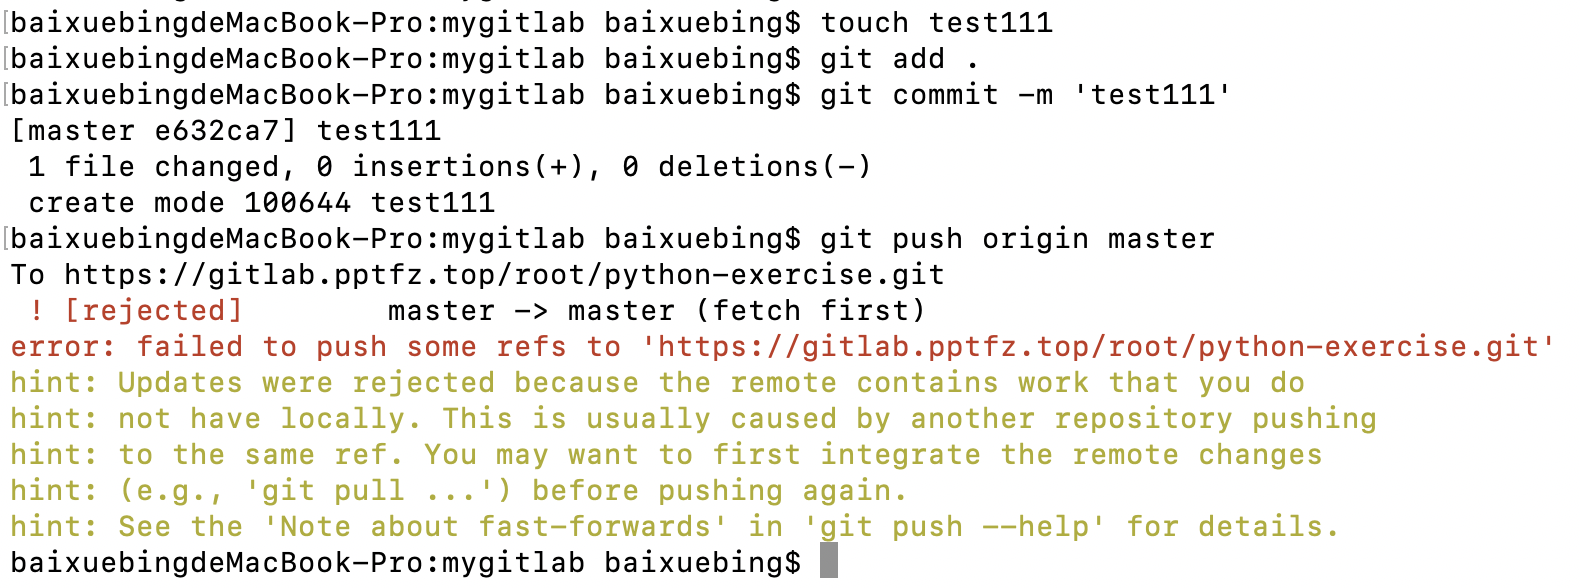 [baixuebingdeMacBook-Pro:mygitlab baixuebing$ touch test111
[baixuebingdeMacBook-Pro:mygitlab baixuebing$ git add .
[baixuebingdeMacBook-Pro:mygitlab baixuebing$ git commit -m 'test111'
[master e632ca7] test111
 1 file changed, 0 insertions(+), 0 deletions(-)
 create mode 100644 test111
[baixuebingdeMacBook-Pro:mygitlab baixuebing$ git push origin master
To https://gitlab.pptfz.top/root/python-exercise.git
 ! [rejected]        master -> master (fetch first)
error: failed to push some refs to 'https://gitlab.pptfz.top/root/python-exercise.git'
hint: Updates were rejected because the remote contains work that you do
hint: not have locally. This is usually caused by another repository pushing
hint: to the same ref. You may want to first integrate the remote changes
hint: (e.g., 'git pull ...') before pushing again.
hint: See the 'Note about fast-forwards' in 'git push --help' for details.
baixuebingdeMacBook-Pro:mygitlab baixuebing$